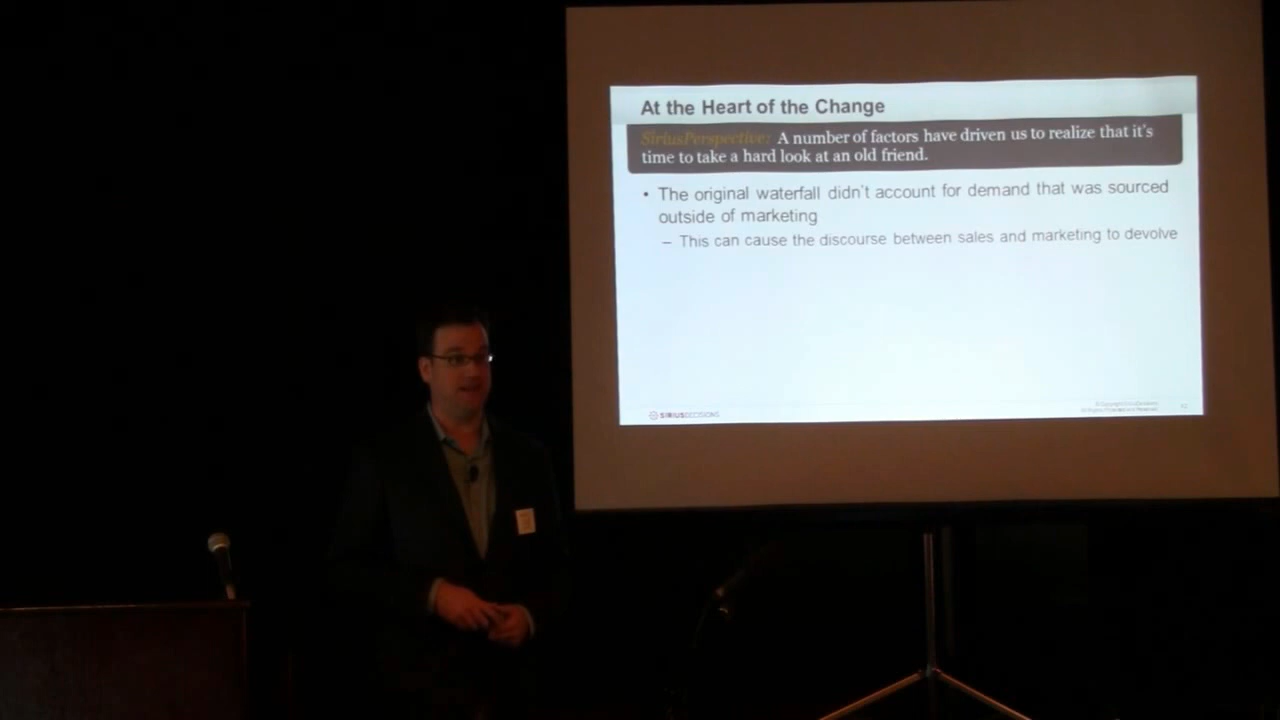 At the Heart of the Change
SiriusPerspective: A number of factors have driven us to realize that it's
time to take a hard look at an old friend.
• The original waterfall didn't account for demand that was sourced
outside of marketing
– This can cause the discourse between sales and marketing to devolve
SIRIUSDECISIONS